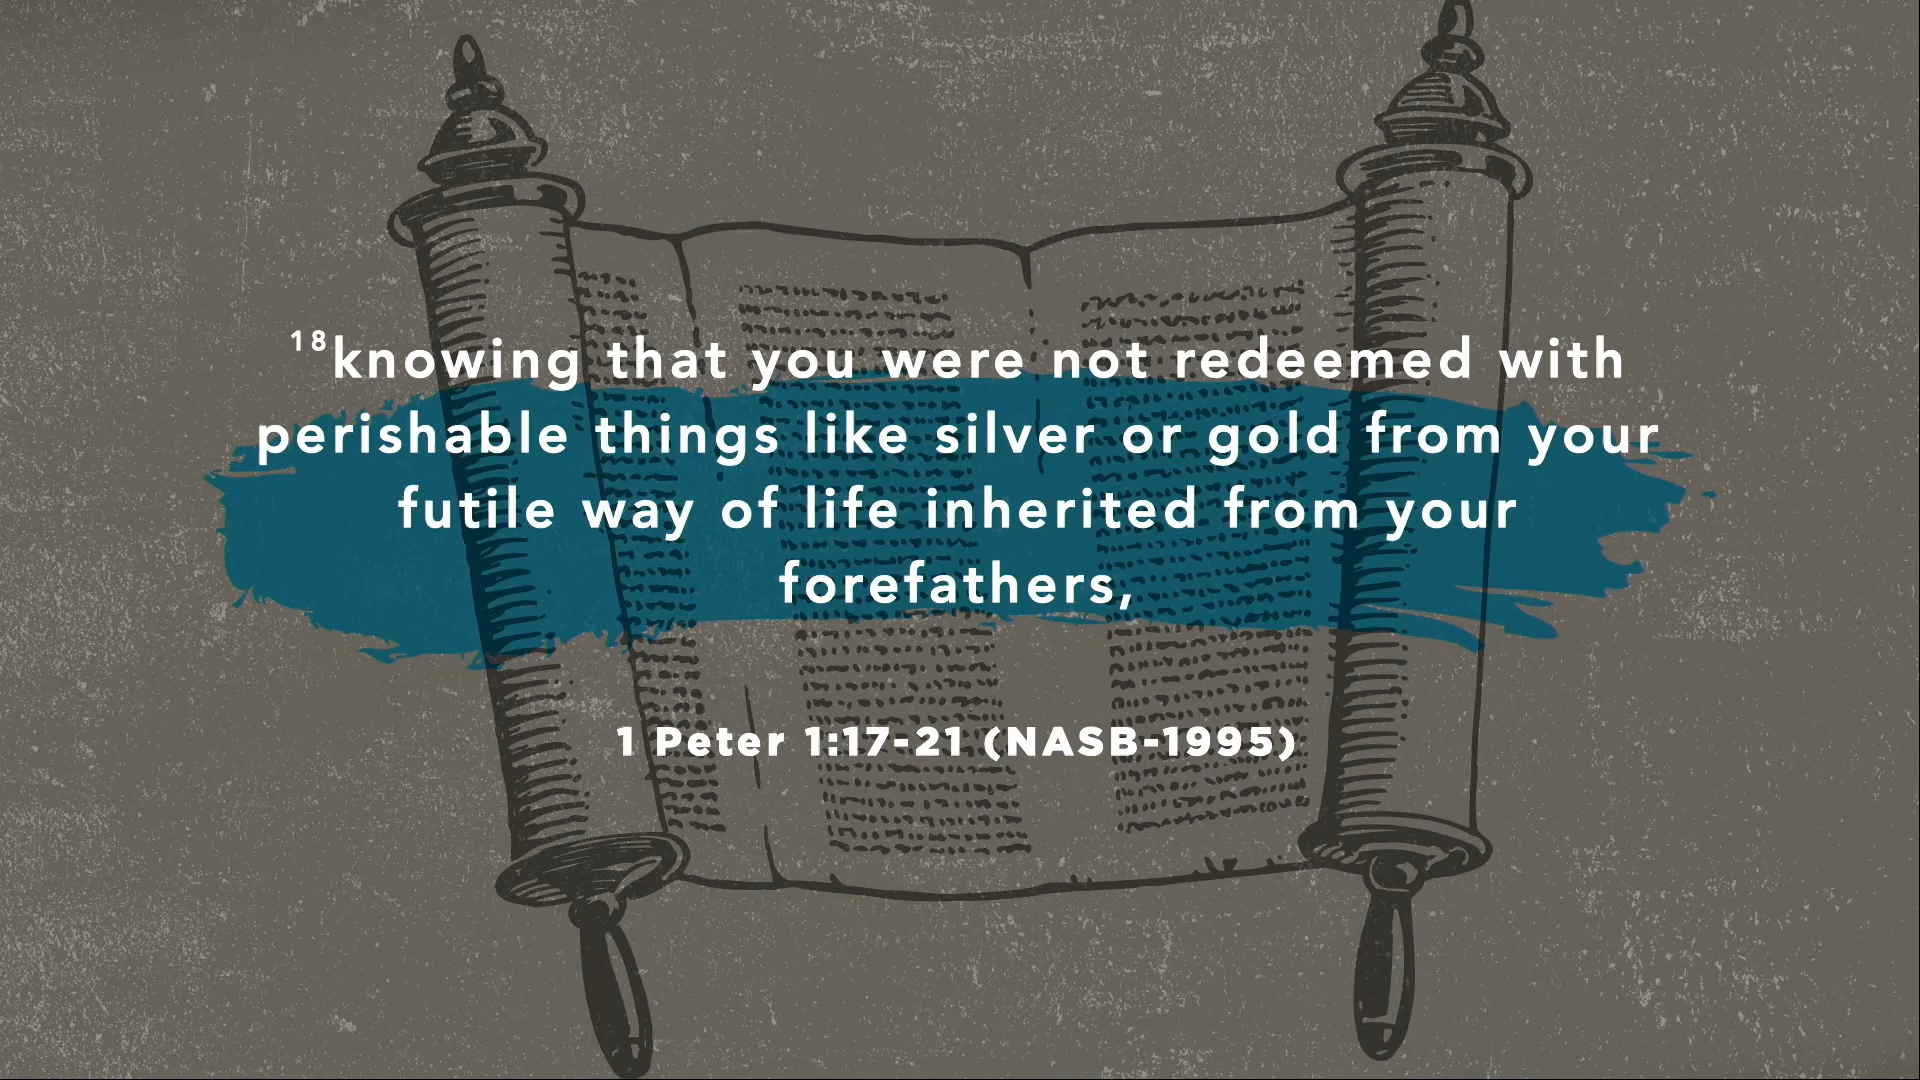 18knowing that you were not redeemed with
perishable things like silver or gold from your
futile way of life inherited from your
forefathers,
1 Peter 1:17-21 (NASB-1995)